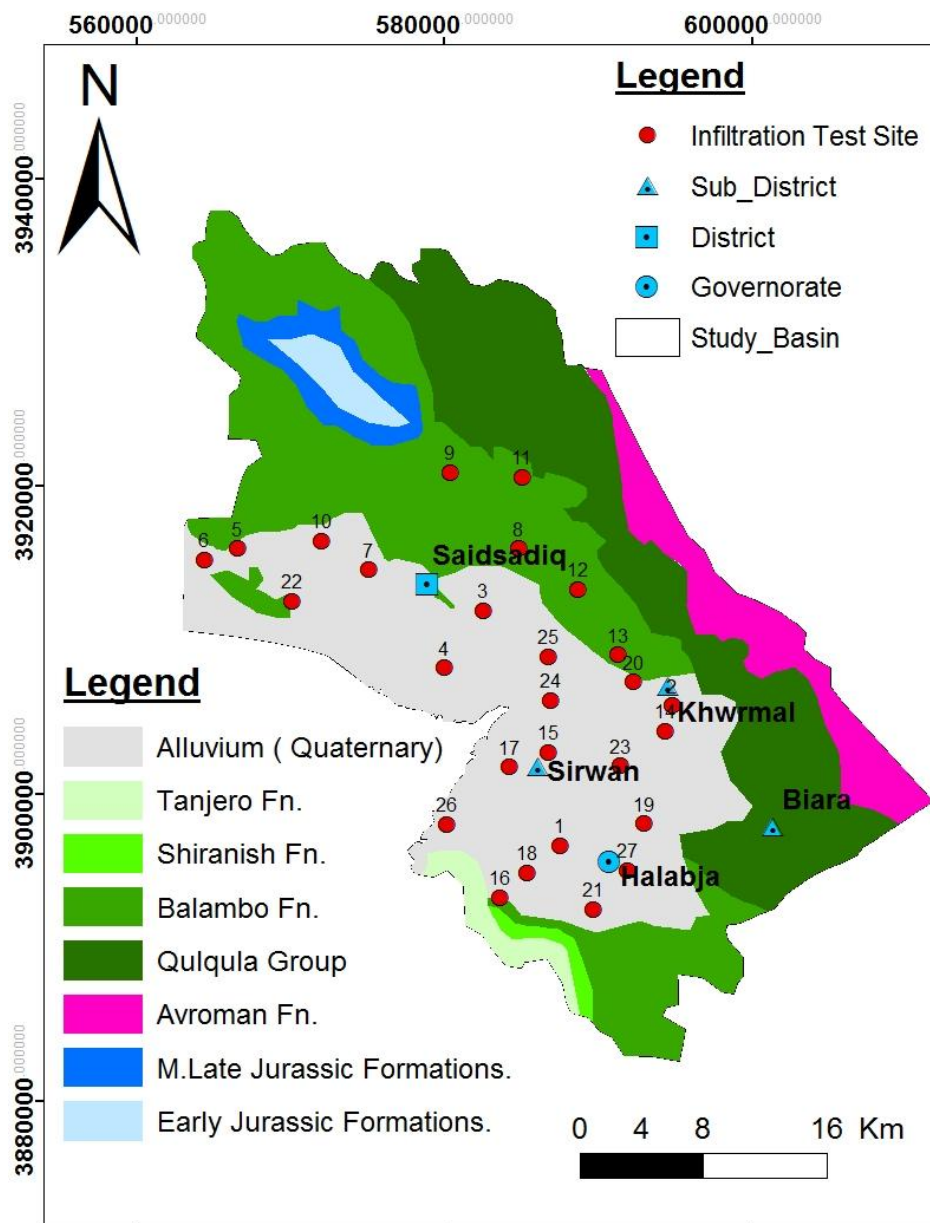 560000.000000
580000.000000
600000.000000
N
Legend
Infiltration Test Site
Sub_District
District
Governorate
Study_Basin
3940000.000000
3920000.000000
3900000.000000
3880000.000000
9
11
10
5
6
7
8
Saidsadiq
12
22
3
25
13
4
20
24
2
Khwrmal
14
15
17
23
Sirwan
26
19
Biara
1
18
27
Halabja
16
21
Legend
Alluvium ( Quaternary)
Tanjero Fn.
Shiranish Fn.
Balambo Fn.
Qulqula Group
Avroman Fn.
M.Late Jurassic Formations.
Early Jurassic Formations.
0 4 8 16 Km